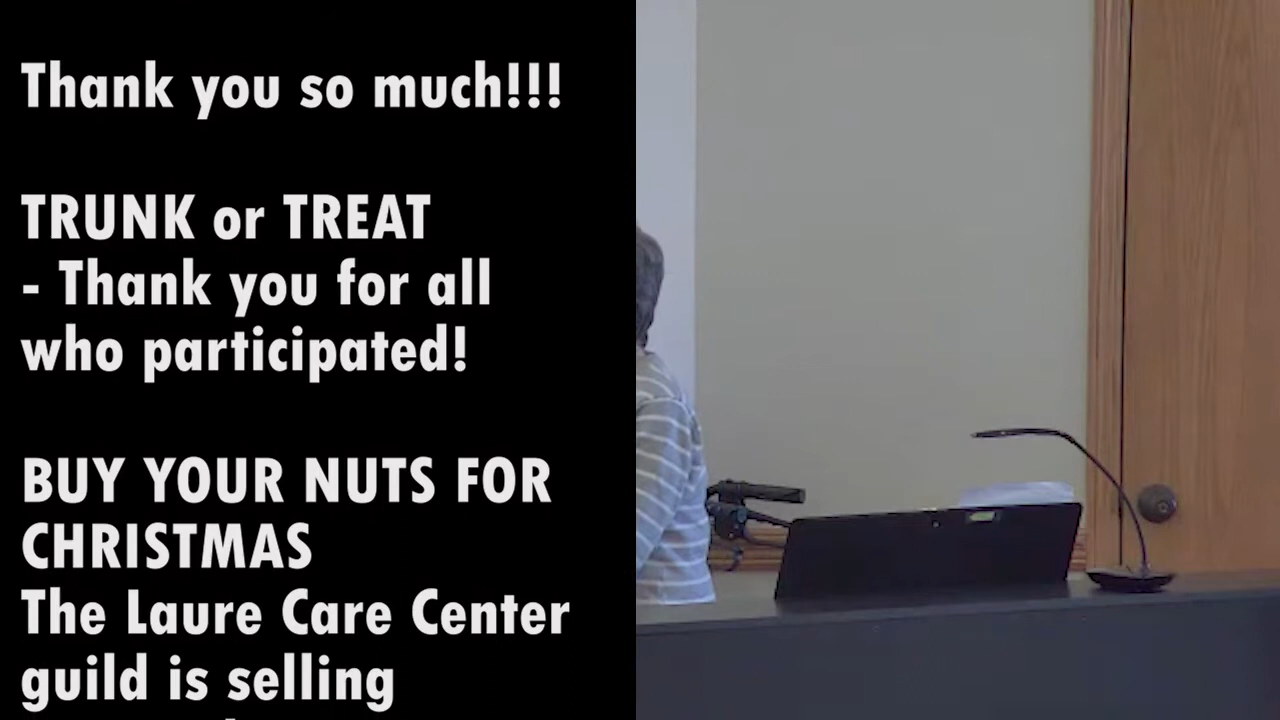 Thank you so much!!!
TRUNK or TREAT
- Thank you for all
who participated!
BUY YOUR NUTS FOR
CHRISTMAS
The Laure Care Center
guild is selling